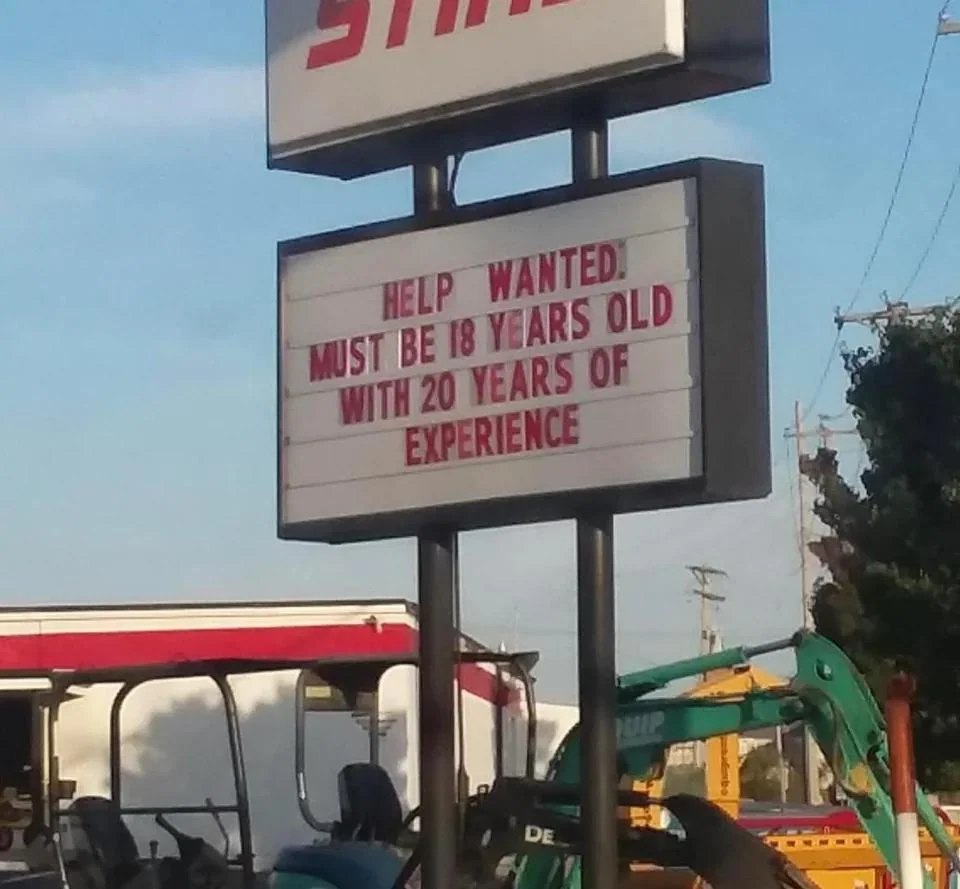 HELP WANTED:
MUST BE 18 YEARS OLD
WITH 20 YEARS OF
EXPERIENCE